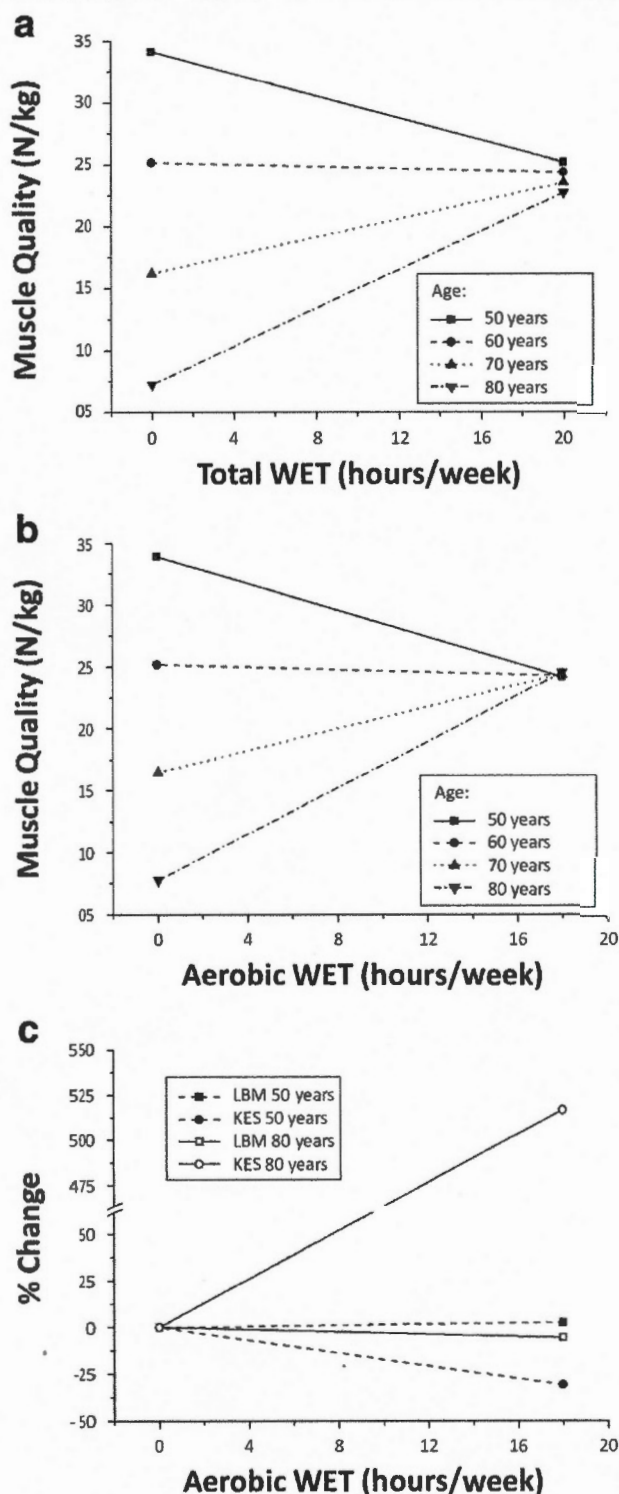 a
Muscle Quality (N/kg)
35
30
25
20
15
10
05
Age:
50 years
60 years
70 years
80 years
0 4 8 12 16 20
Total WET (hours/week)
b
Muscle Quality (N/kg)
35
30
25
20
15
10
05
Age:
50 years
60 years
70 years
80 years
0 4 8 12 16 20
Aerobic WET (hours/week)
c
% Change
550
525
500
475
50
25
0
-25
-50
LBM 50 years
KES 50 years
LBM 80 years
KES 80 years
0 4 8 12 16 20
Aerobic WET (hours/week)